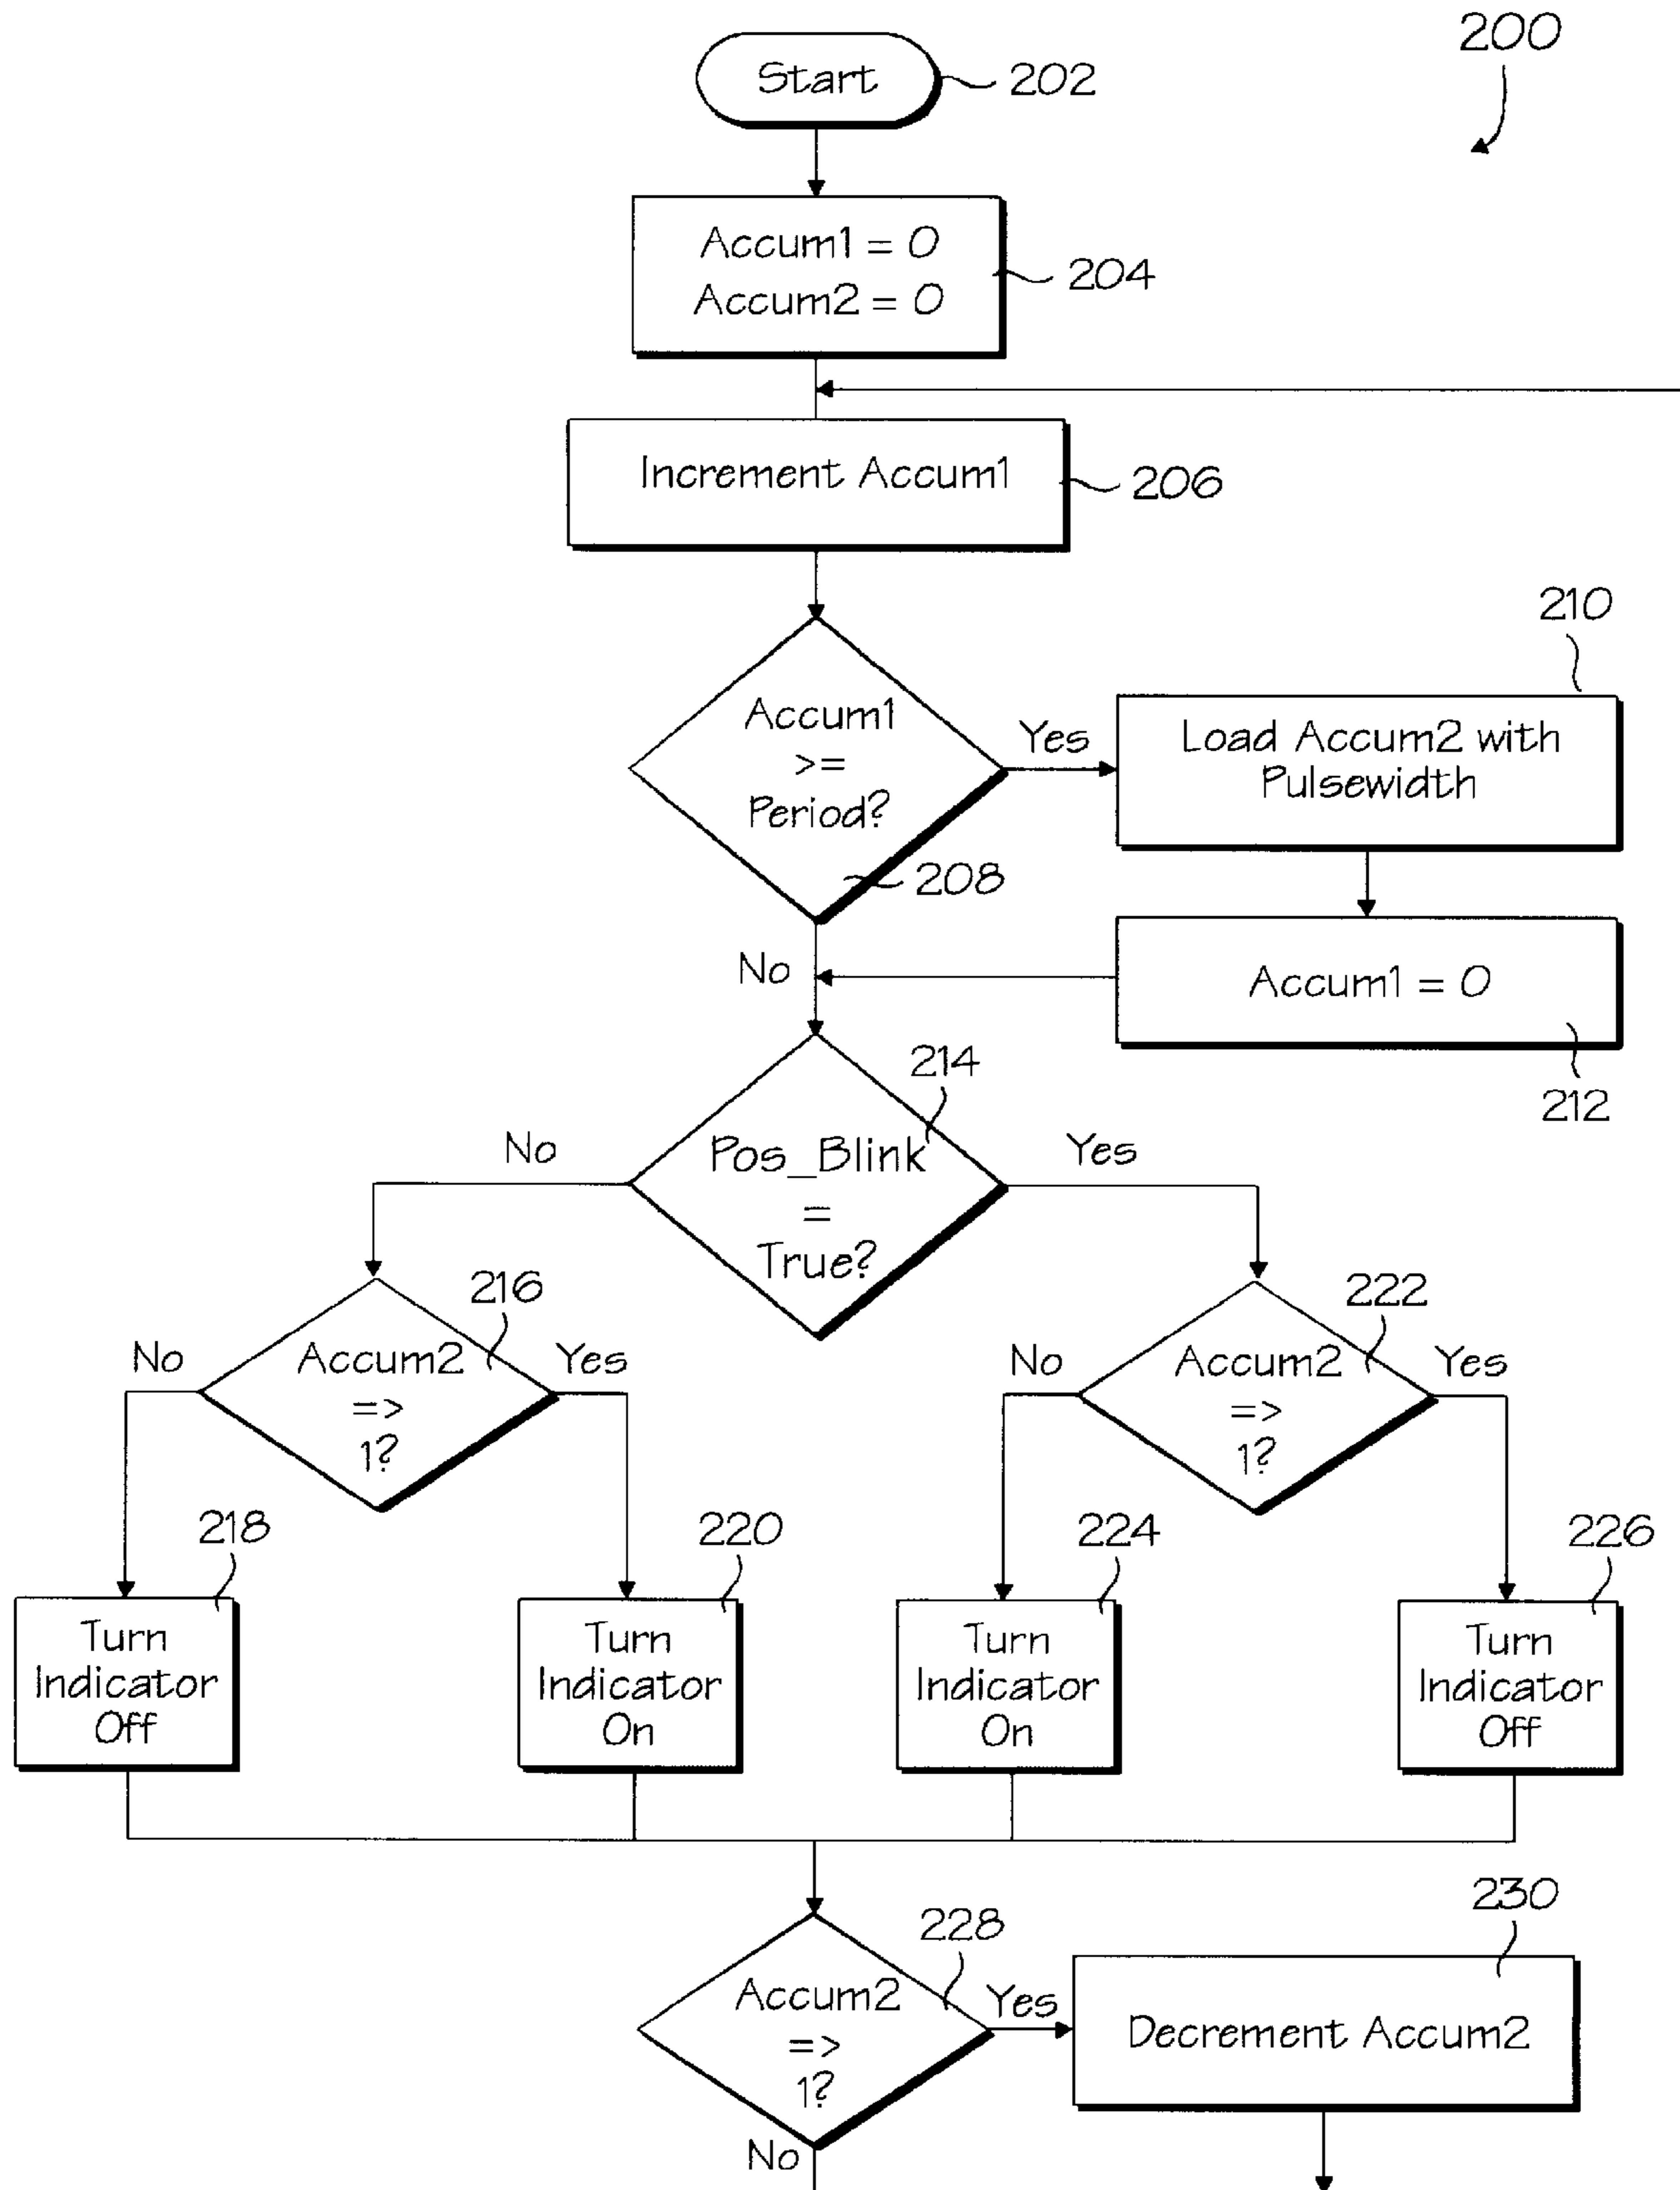 200
Start
202
Accum1 = 0
Accum2 = 0
204
Increment Accum1
206
Accum1
>=
Period?
208
Yes
210
Load Accum2 with
Pulsewidth
No
Accum1 = 0
212
214
Pos_Blink
=
True?
No
Yes
216
Accum2
=>
1?
No
Yes
222
Accum2
=>
1?
No
Yes
218
Turn
Indicator
Off
220
Turn
Indicator
On
224
Turn
Indicator
On
226
Turn
Indicator
Off
228
Accum2
=>
1?
Yes
230
Decrement Accum2
No